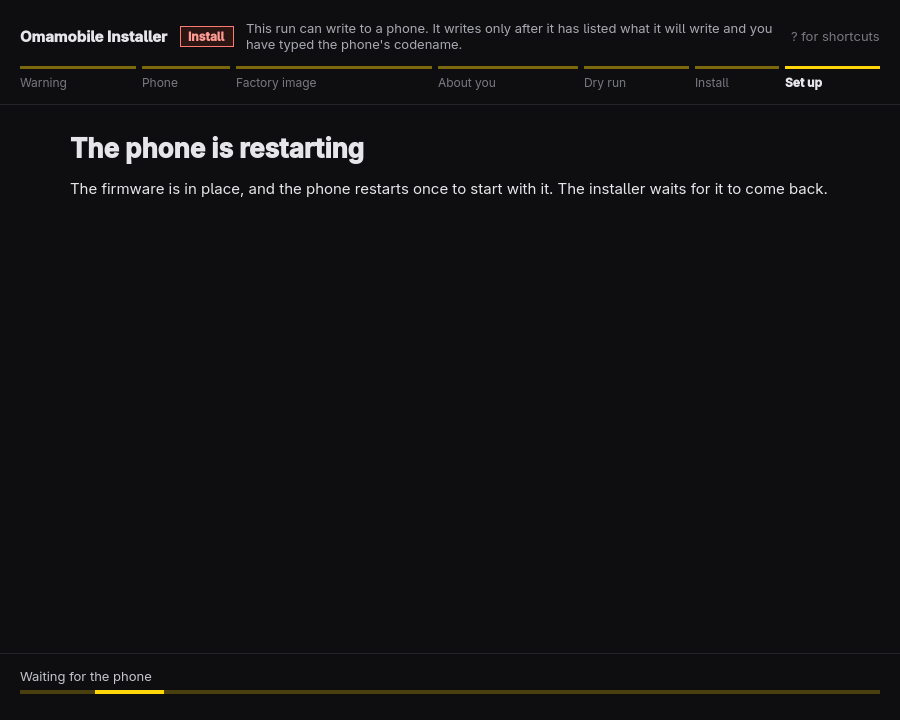 Omamobile Installer
Install
This run can write to a phone. It writes only after it has listed what it will write and you
have typed the phone's codename.
? for shortcuts
Warning
Phone
Factory image
About you
Dry run
Install
Set up
The phone is restarting
The firmware is in place, and the phone restarts once to start with it. The installer waits for it to come back.
Waiting for the phone